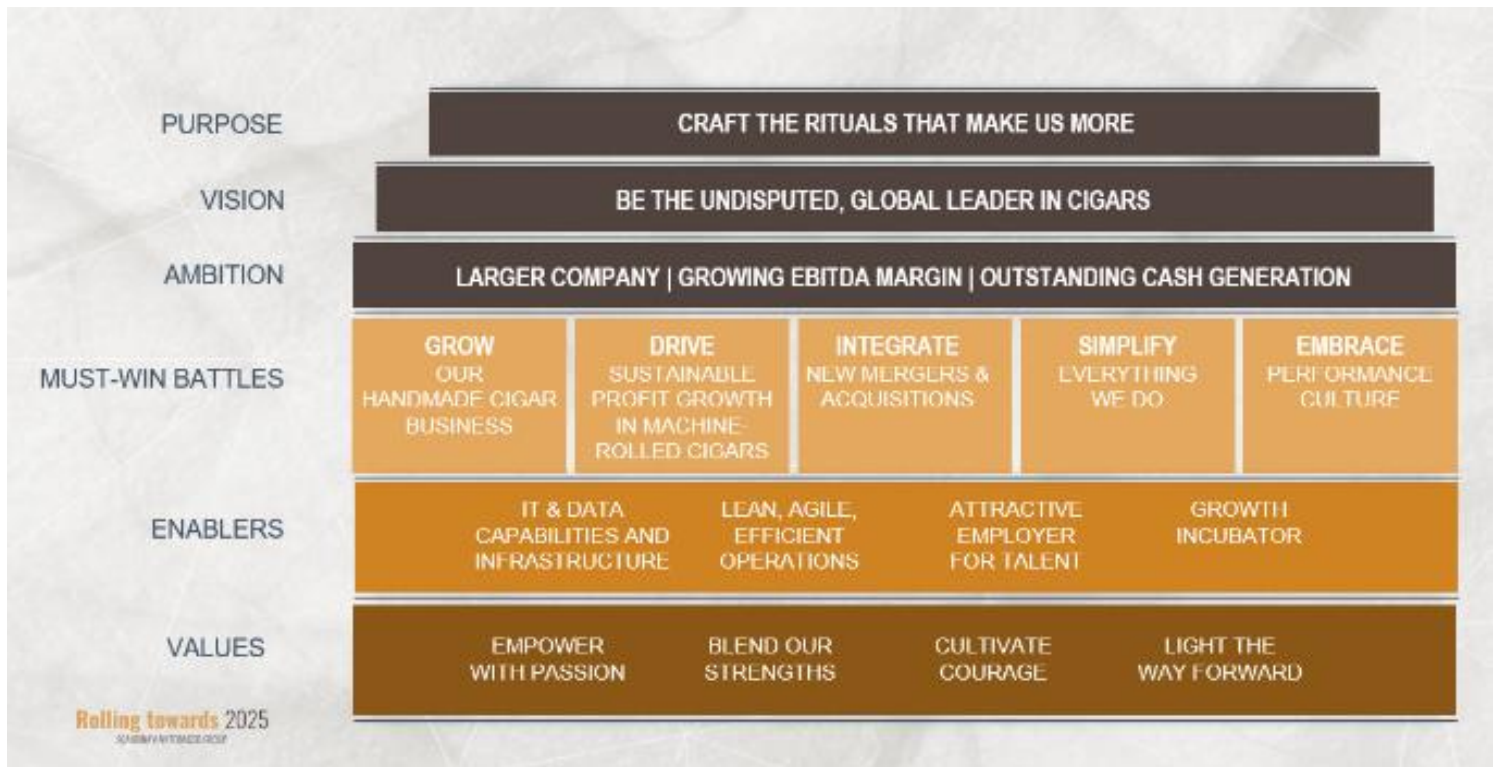 PURPOSE
CRAFT THE RITUALS THAT MAKE US MORE
VISION
BE THE UNDISPUTED, GLOBAL LEADER IN CIGARS
AMBITION
LARGER COMPANY | GROWING EBITDA MARGIN | OUTSTANDING CASH GENERATION
MUST-WIN BATTLES
GROW
OUR
HANDMADE CIGAR
BUSINESS
DRIVE
SUSTAINABLE
PROFIT GROWTH
IN MACHINE-
ROLLED CIGARS
INTEGRATE
NEW MERGERS &
ACQUISITIONS
SIMPLIFY
EVERYTHING
WE DO
EMBRACE
PERFORMANCE
CULTURE
ENABLERS
IT & DATA
CAPABILITIES AND
INFRASTRUCTURE
LEAN, AGILE,
EFFICIENT
OPERATIONS
ATTRACTIVE
EMPLOYER
FOR TALENT
GROWTH
INCUBATOR
VALUES
EMPOWER
WITH PASSION
BLEND OUR
STRENGTHS
CULTIVATE
COURAGE
LIGHT THE
WAY FORWARD
Rolling towards 2025
SCANDINAVIAN TOBACCO GROUP